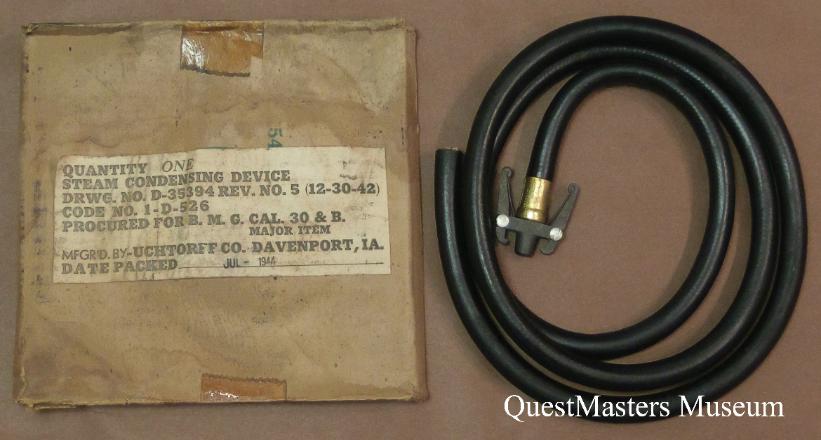 54
QUANTITY ONE
STEAM CONDENSING DEVICE
DRWG. NO. D-35394 REV. NO. 5 (12-30-42)
CODE NO. 1-D-526
PROCURED FOR B. M. G. CAL. 30 & B.
MAJOR ITEM
MFGR'D. BY-UCHTORFF CO. DAVENPORT, IA.
DATE PACKED JUL - 1944
QuestMasters Museum